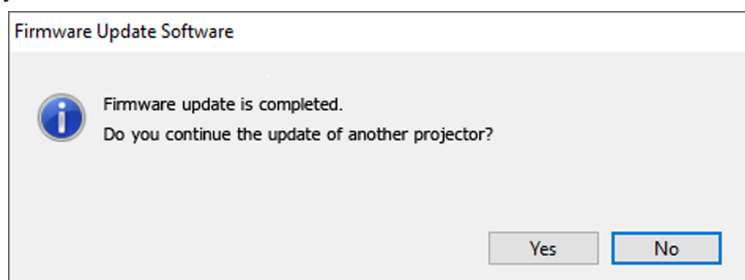 Firmware Update Software
Firmware update is completed.
Do you continue the update of another projector?
Yes No